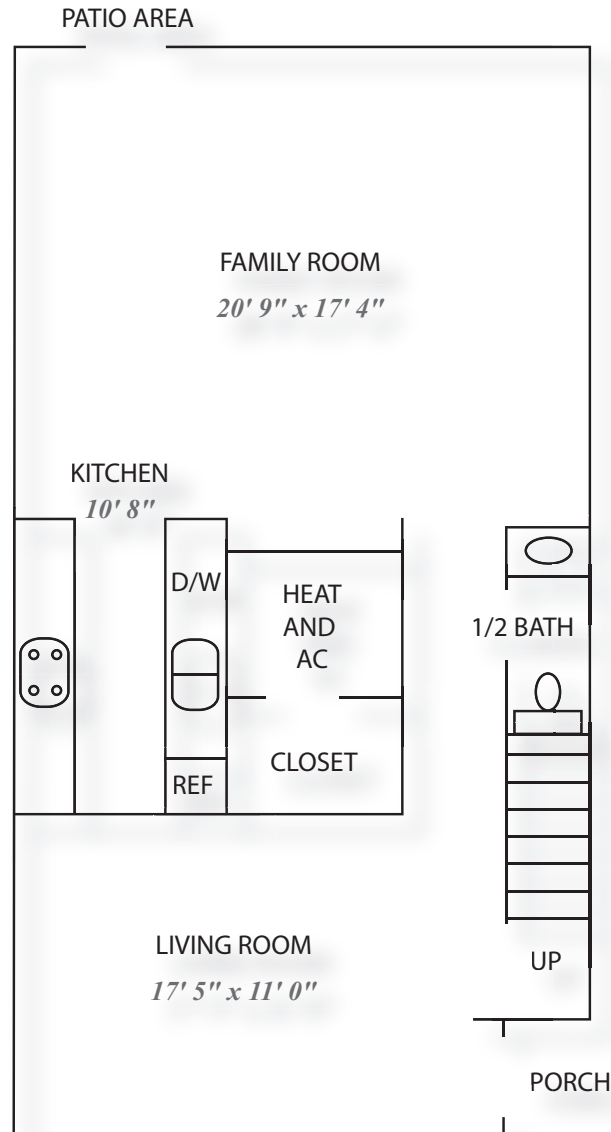 PATIO AREA
FAMILY ROOM
20' 9" x 17' 4"
KITCHEN
10' 8"
D/W
HEAT
AND
AC
1/2 BATH
CLOSET
REF
LIVING ROOM
17' 5" x 11' 0"
UP
PORCH